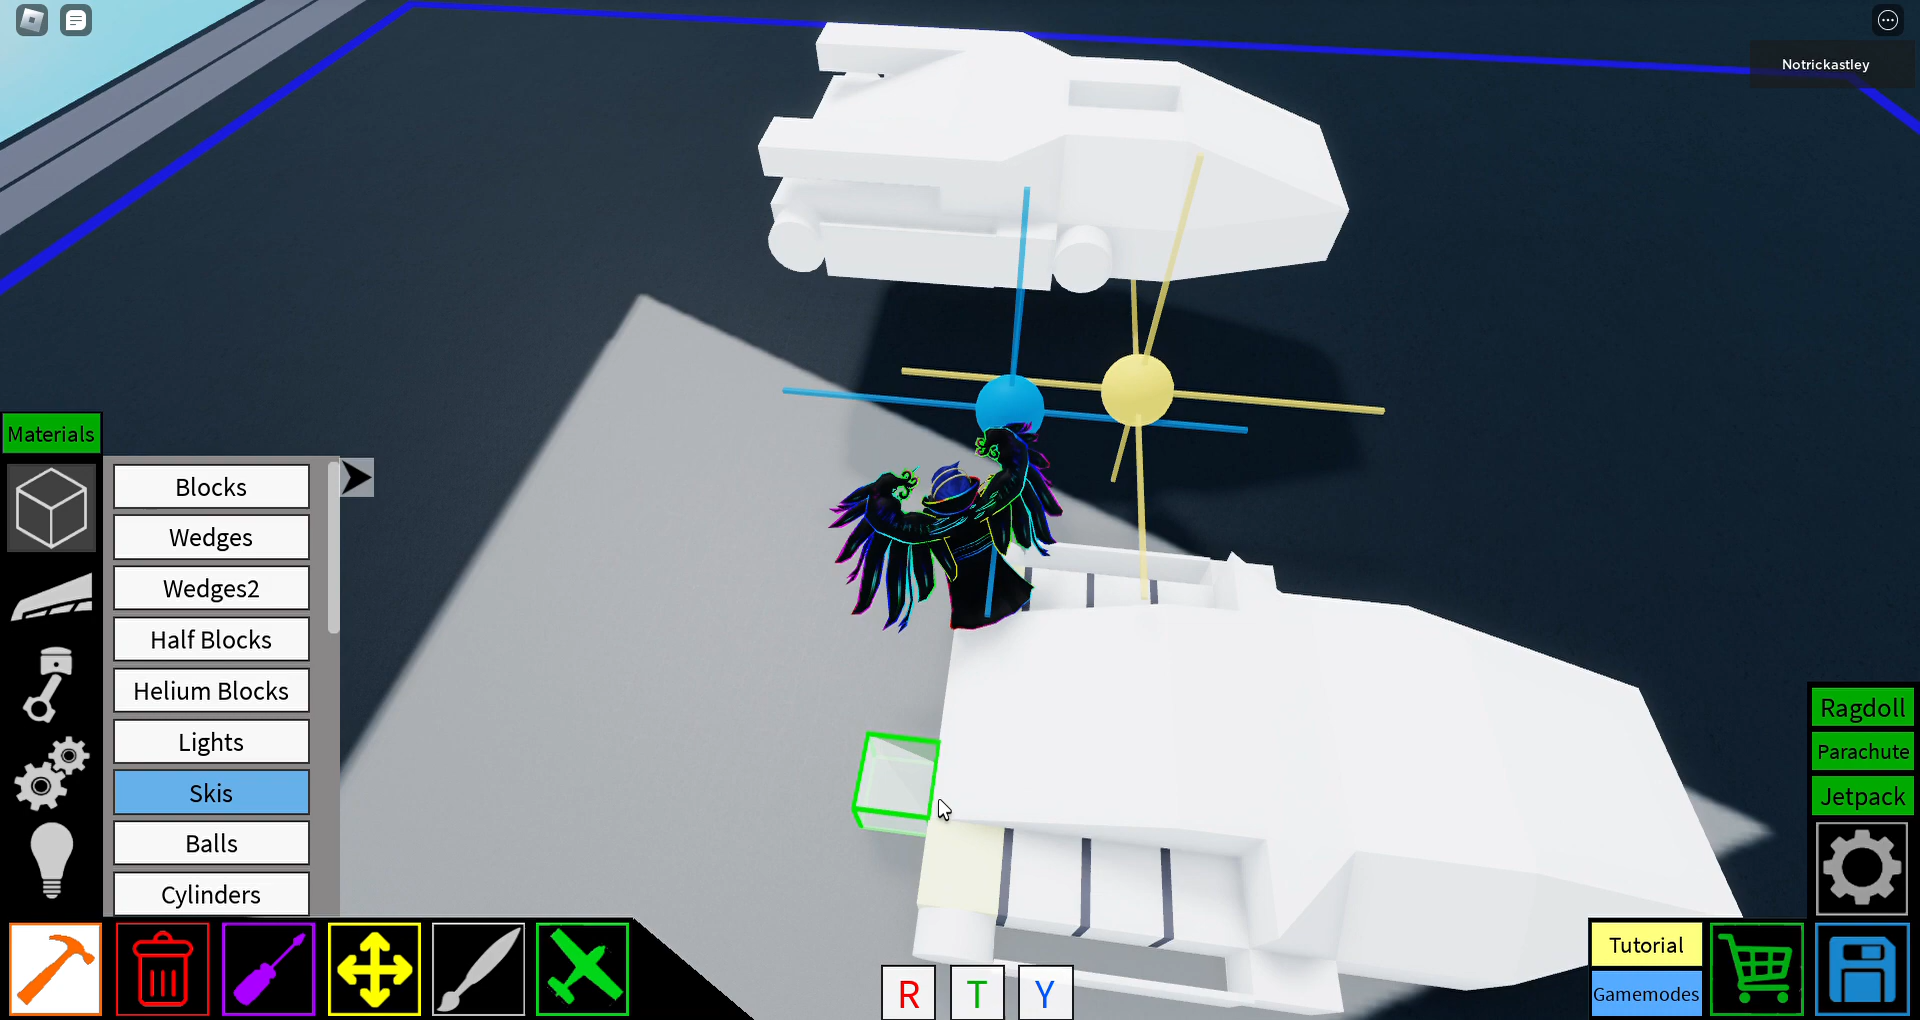 Notrickastley
Materials
Blocks
Wedges
Wedges2
Half Blocks
Helium Blocks
Lights
Skis
Balls
Cylinders
Ragdoll
Parachute
Jetpack
Tutorial
Gamemodes
R T Y